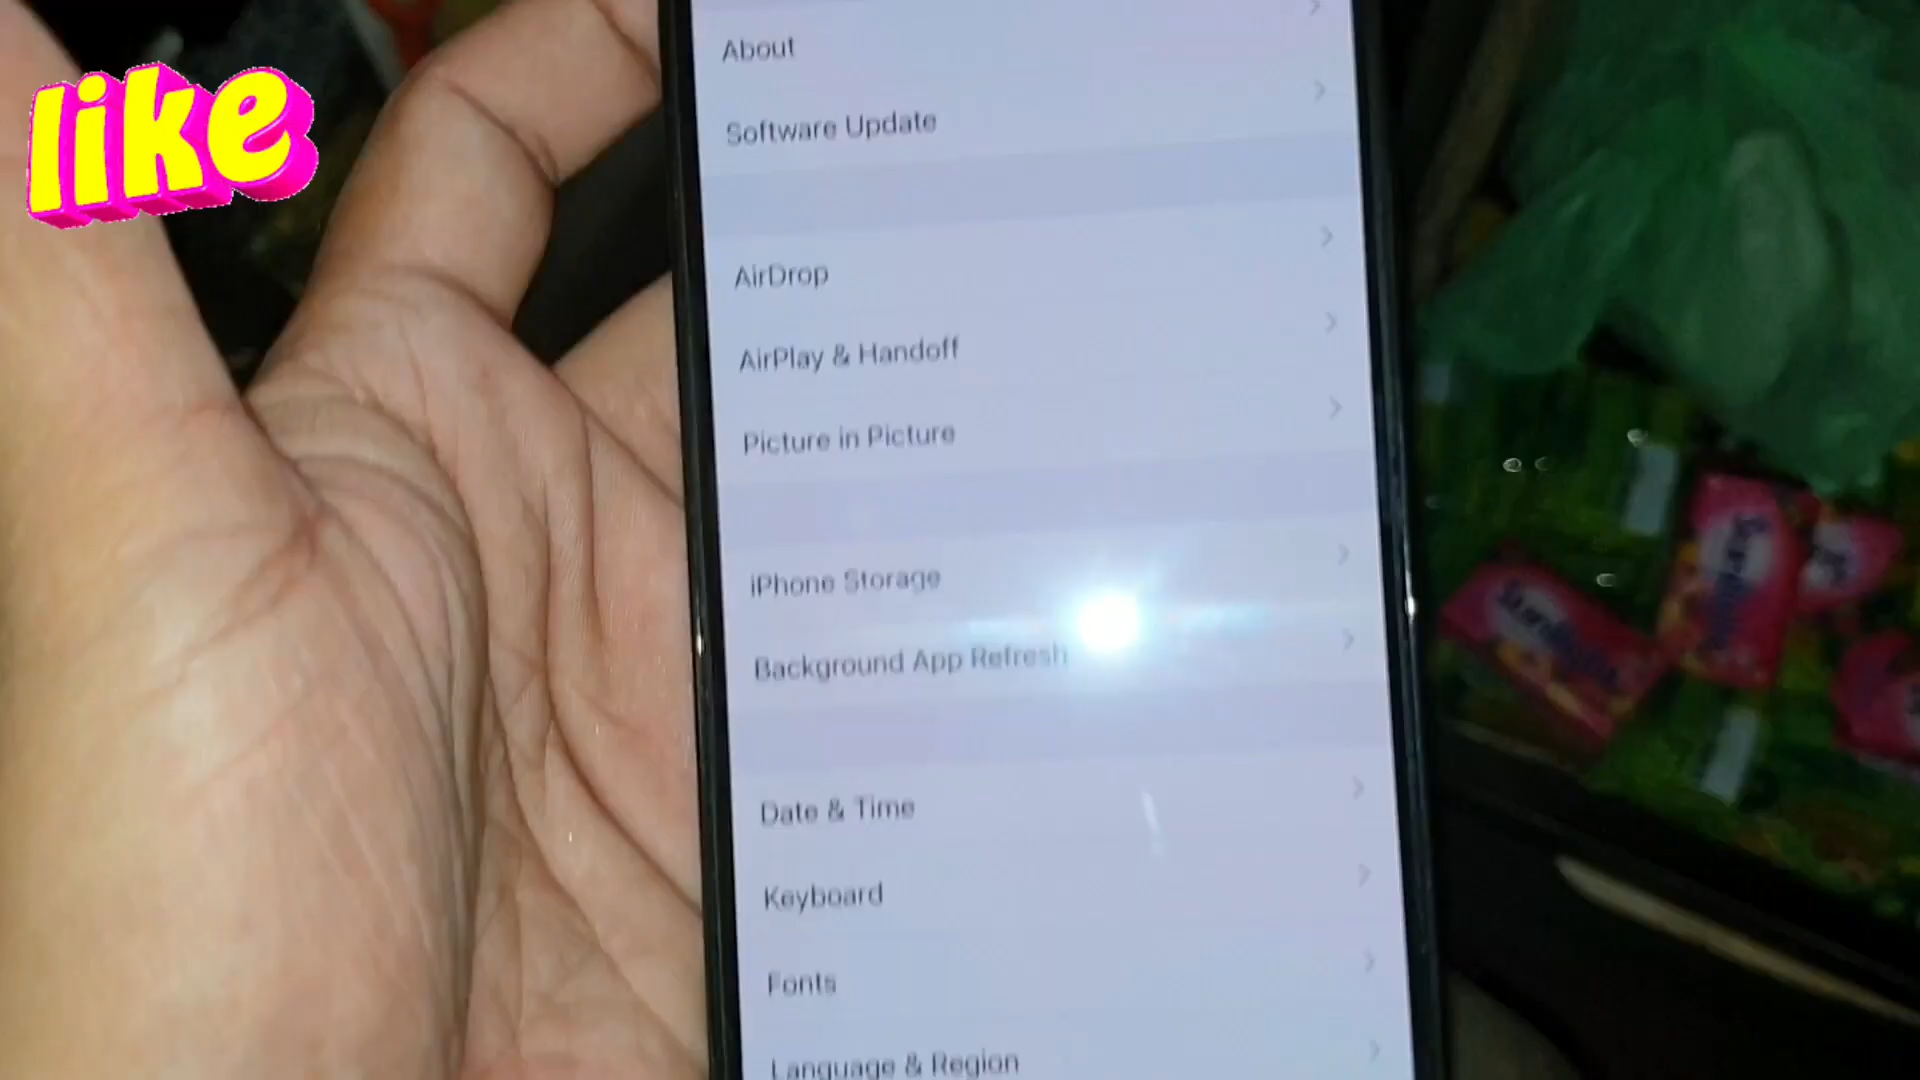 like
About
Software Update
AirDrop
AirPlay & Handoff
Picture in Picture
iPhone Storage
Background App Refresh
Date & Time
Keyboard
Fonts
Language & Region